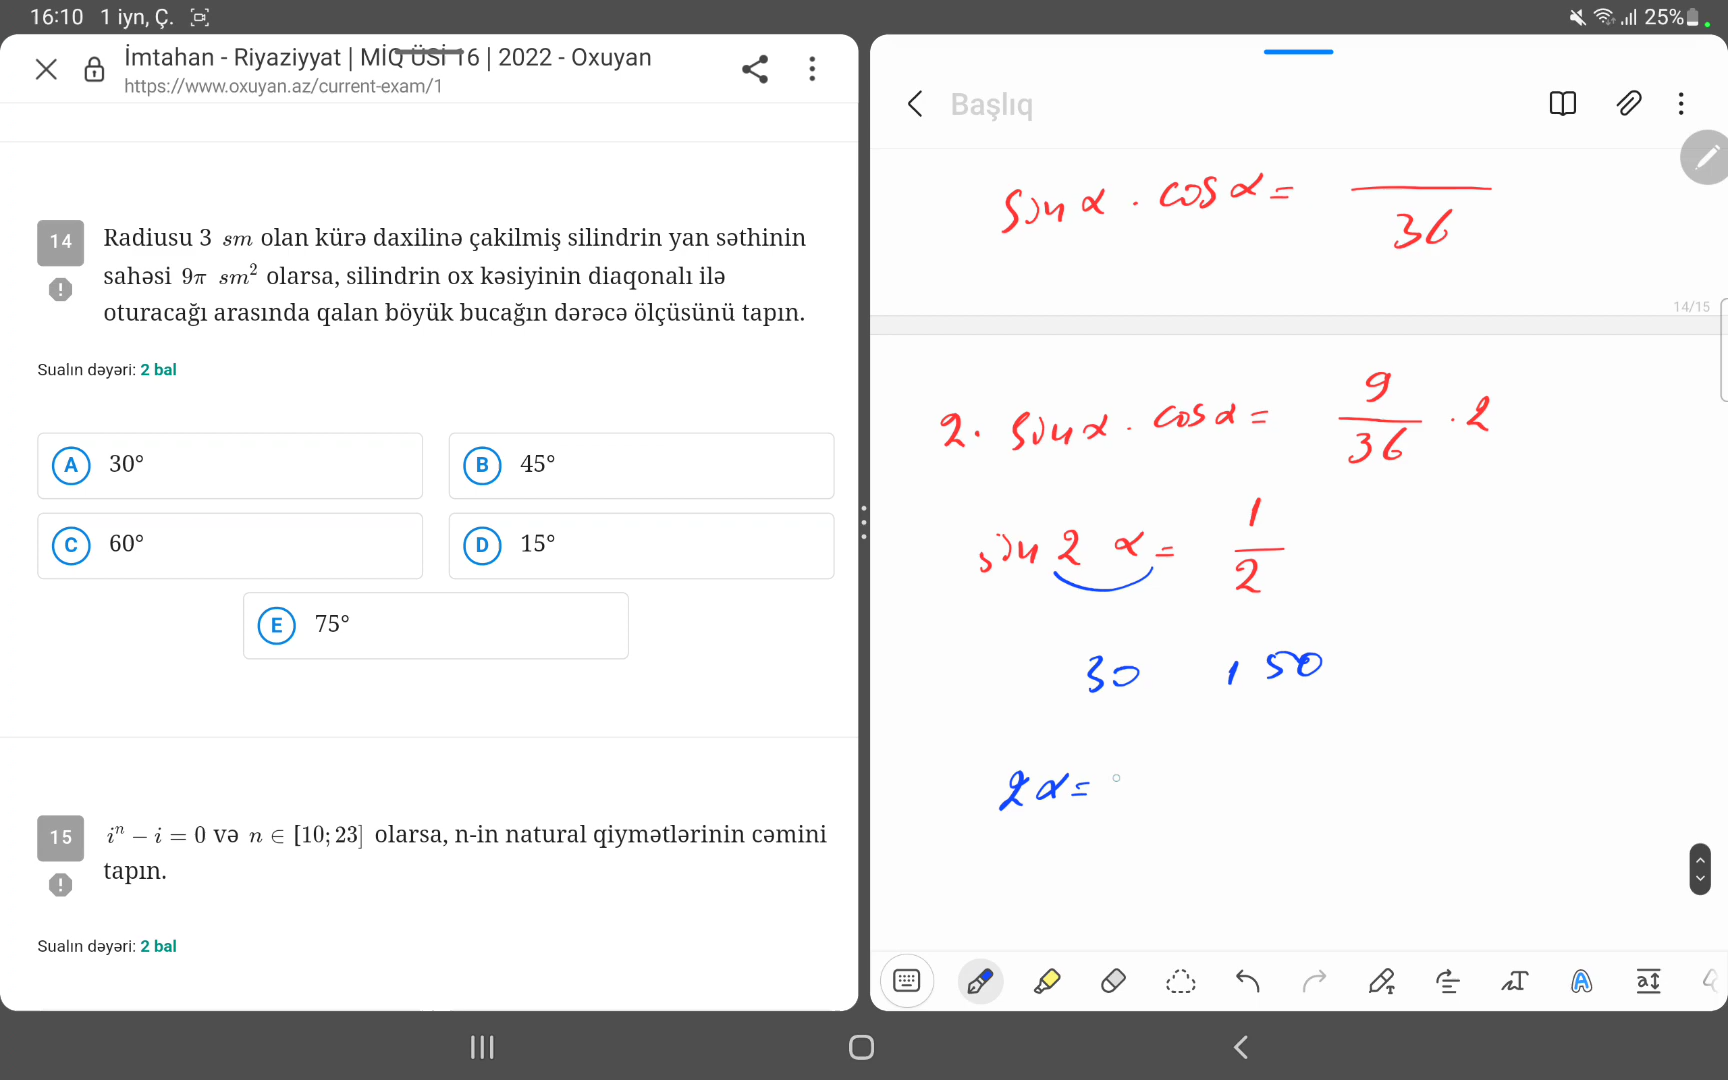 16:10 1 iyn, Ç. 25%
İmtahan - Riyaziyyat | MİQ ÜSİ 16 | 2022 - Oxuyan
https://www.oxuyan.az/current-exam/1
14 Radiusu 3 sm olan kürə daxilinə çakilmiş silindrin yan səthinin
sahəsi 9π sm² olarsa, silindrin ox kəsiyinin diaqonalı ilə
oturacağı arasında qalan böyük bucağın dərəcə ölçüsünü tapın.
Sualın dəyəri: 2 bal
A 30°
B 45°
C 60°
D 15°
E 75°
15 iⁿ − i = 0 və n ∈ [10; 23] olarsa, n-in natural qiymətlərinin cəmini
tapın.
Sualın dəyəri: 2 bal
Başlıq
sin α · cos α = / 36
14/15
2 · sin α · cos α = 9/36 · 2
sin 2 α = 1/2
30 150
2 α =